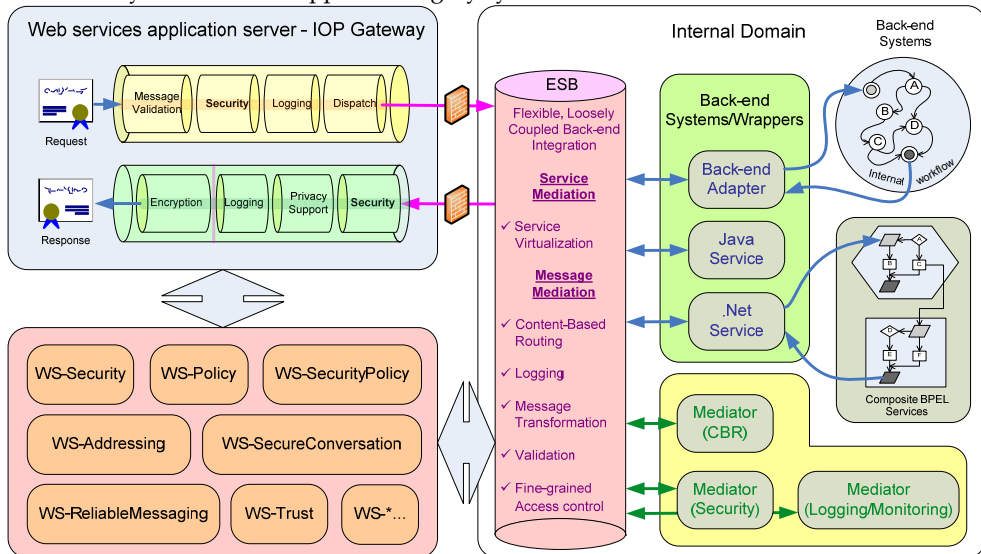 Web services application server - IOP Gateway
Message
Validation
Security
Logging
Dispatch
Request
Encryption
Logging
Privacy
Support
Security
Response
WS-Security
WS-Policy
WS-SecurityPolicy
WS-Addressing
WS-SecureConversation
WS-ReliableMessaging
WS-Trust
WS-*...
Internal Domain
ESB
Flexible, Loosely
Coupled Back-end
Integration
Service
Mediation
✓ Service
Virtualization
Message
Mediation
✓ Content-Based
Routing
✓ Logging
✓ Message
Transformation
✓ Validation
✓ Fine-grained
Access control
Back-end
Systems/Wrappers
Back-end
Adapter
Java
Service
.Net
Service
Back-end
Systems
A
B
D
C
Internal workflow
A
B
C
D
E
F
Composite BPEL
Services
Mediator
(CBR)
Mediator
(Security)
Mediator
(Logging/Monitoring)